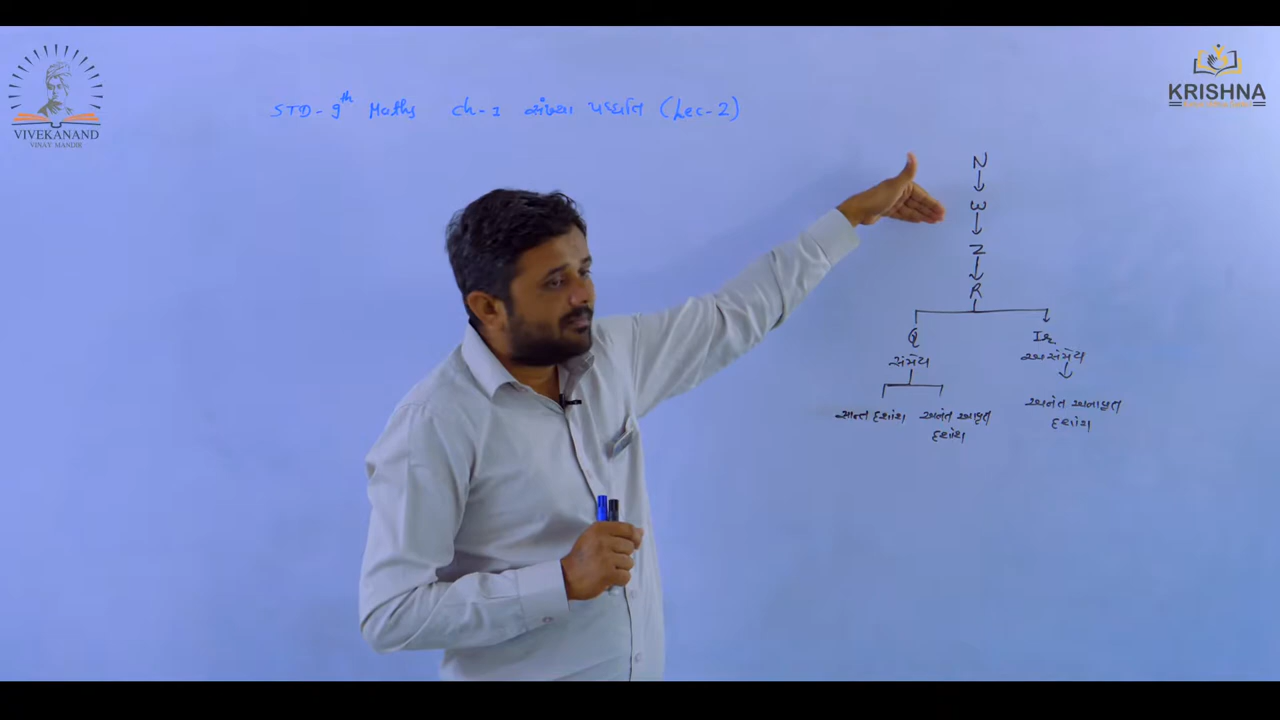 VIVEKANAND
VINAY MANDIR
KRISHNA
STD-9th Maths ch-1 સંખ્યા પધ્ધતિ (Lec-2)
N
W
Z
R
Q
Ir
સંમેય
અસંમેય
સાન્ત દશાંશ
અનંત આવૃત
દશાંશ
અનંત અનાવૃત
દશાંશ